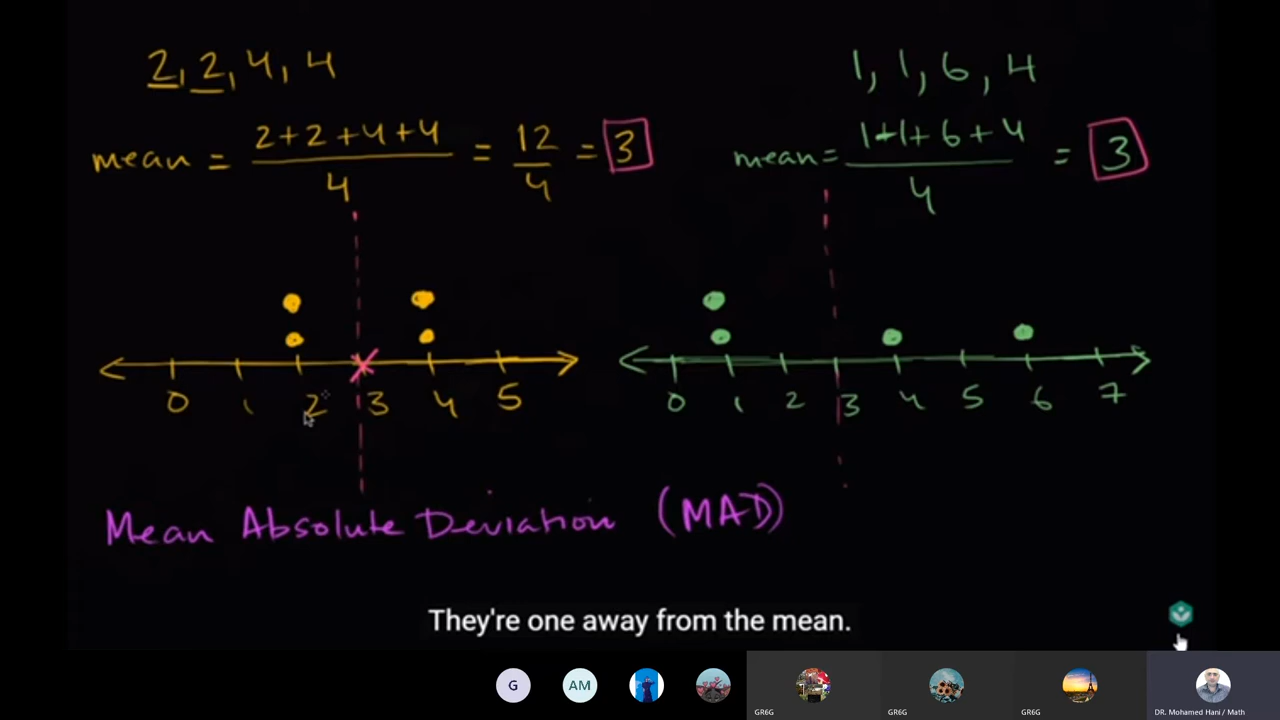 2, 2, 4, 4
mean = 2+2+4+4 / 4 = 12 / 4 = 3
1, 1, 6, 4
mean = 1+1+6+4 / 4 = 3
0 1 2 3 4 5
0 1 2 3 4 5 6 7
Mean Absolute Deviation (MAD)
They're one away from the mean.
G
AM
GR6G
GR6G
GR6G
DR. Mohamed Hani / Math